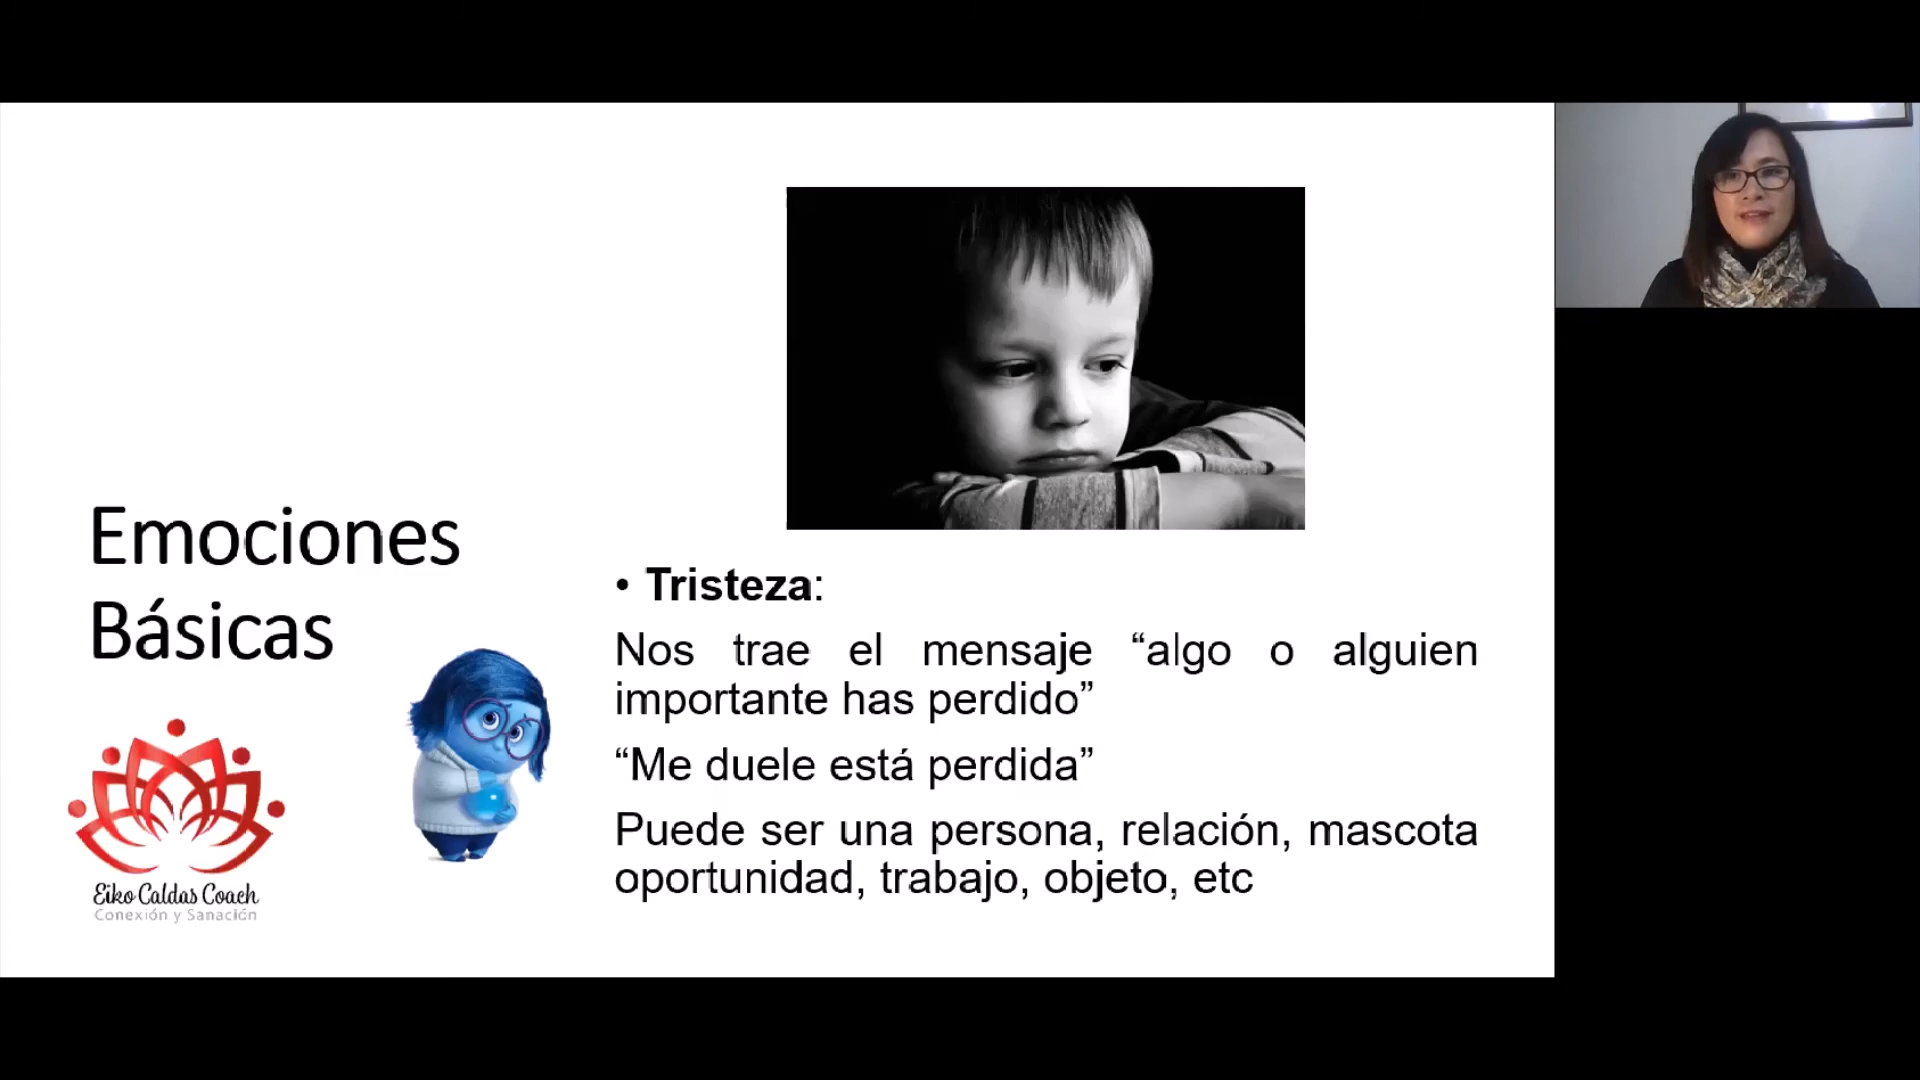 Emociones
Básicas
• Tristeza:
Nos trae el mensaje “algo o alguien
importante has perdido”
“Me duele está perdida”
Puede ser una persona, relación, mascota
oportunidad, trabajo, objeto, etc
Eiko Caldas Coach
Conexión y Sanación